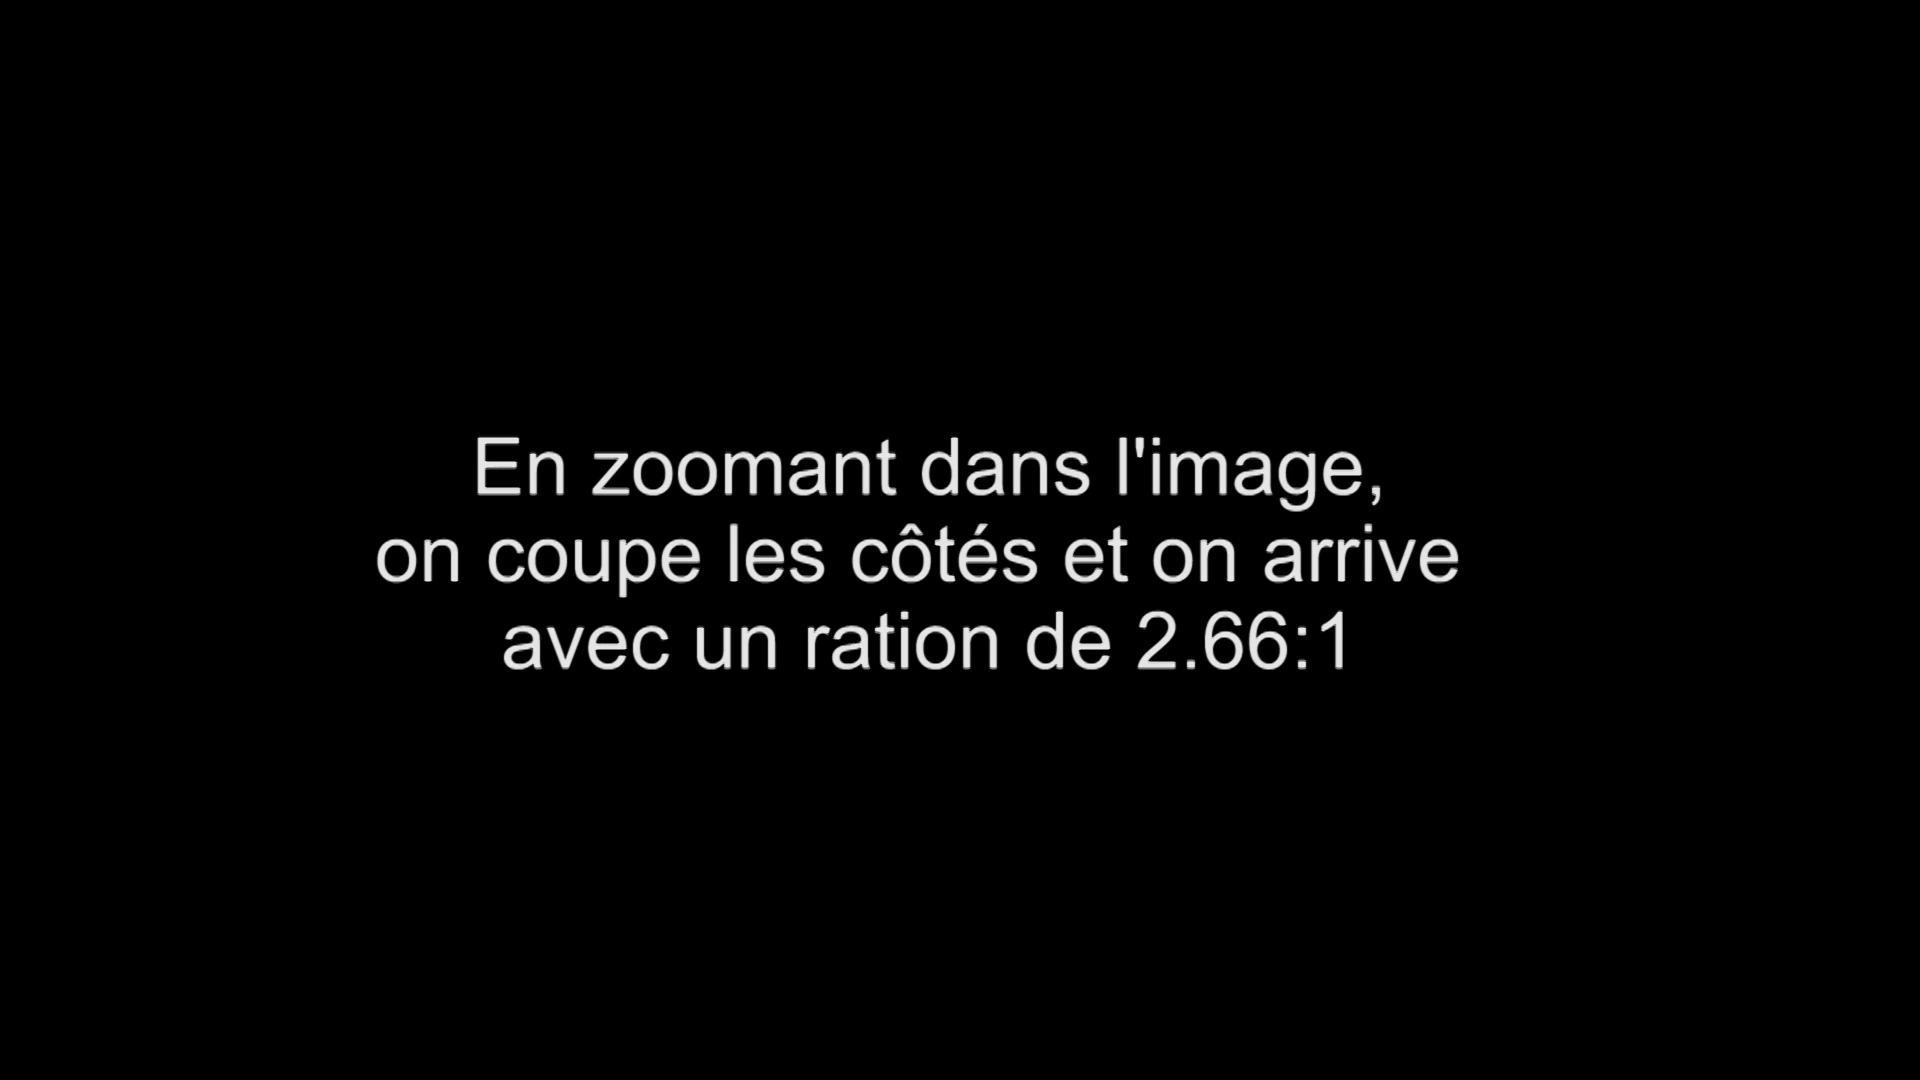 En zoomant dans l'image,
on coupe les côtés et on arrive
avec un ration de 2.66:1